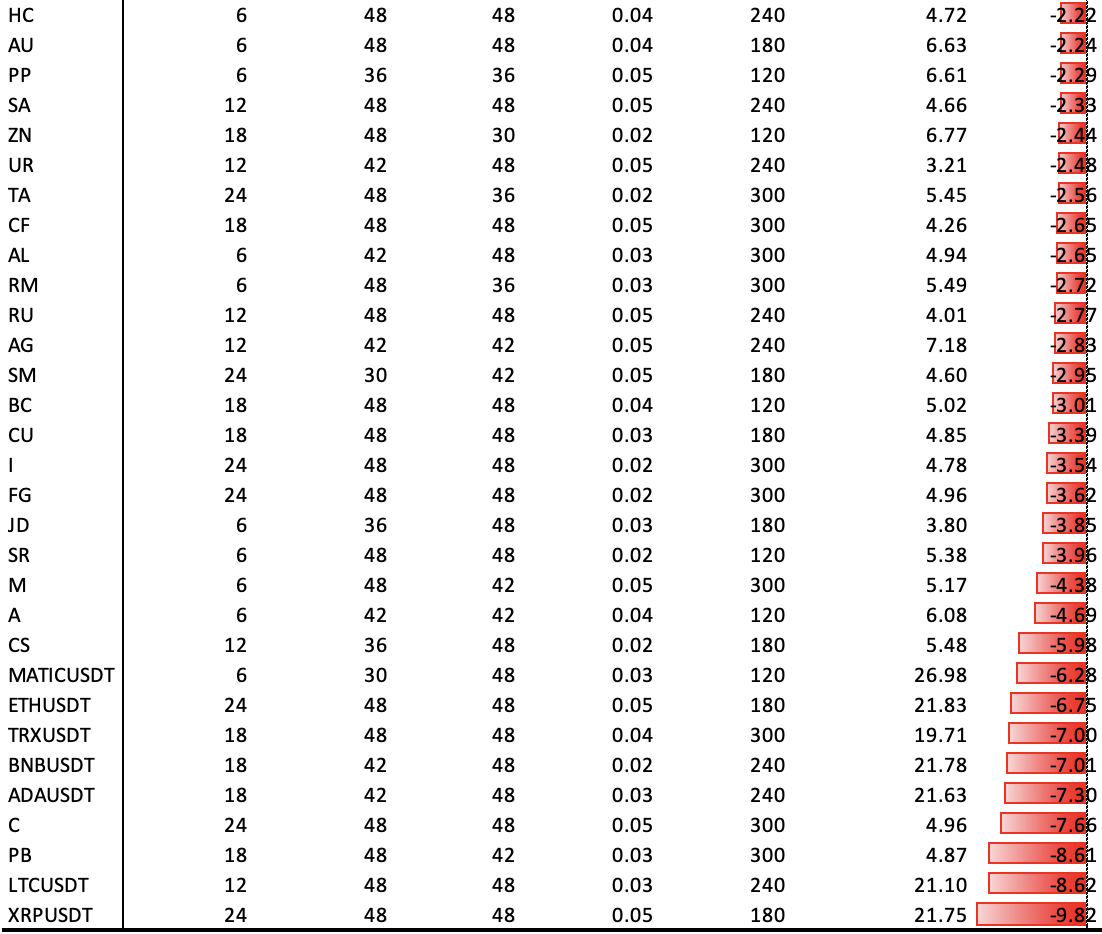 HC 6 48 48 0.04 240 4.72 -2.22
AU 6 48 48 0.04 180 6.63 -2.24
PP 6 36 36 0.05 120 6.61 -2.29
SA 12 48 48 0.05 240 4.66 -2.33
ZN 18 48 30 0.02 120 6.77 -2.44
UR 12 42 48 0.05 240 3.21 -2.48
TA 24 48 36 0.02 300 5.45 -2.56
CF 18 48 48 0.05 300 4.26 -2.65
AL 6 42 48 0.03 300 4.94 -2.65
RM 6 48 36 0.03 300 5.49 -2.72
RU 12 48 48 0.05 240 4.01 -2.77
AG 12 42 42 0.05 240 7.18 -2.83
SM 24 30 42 0.05 180 4.60 -2.95
BC 18 48 48 0.04 120 5.02 -3.01
CU 18 48 48 0.03 180 4.85 -3.39
I 24 48 48 0.02 300 4.78 -3.54
FG 24 48 48 0.02 300 4.96 -3.62
JD 6 36 48 0.03 180 3.80 -3.85
SR 6 48 48 0.02 120 5.38 -3.96
M 6 48 42 0.05 300 5.17 -4.38
A 6 42 42 0.04 120 6.08 -4.69
CS 12 36 48 0.02 180 5.48 -5.98
MATICUSDT 6 30 48 0.03 120 26.98 -6.28
ETHUSDT 24 48 48 0.05 180 21.83 -6.75
TRXUSDT 18 48 48 0.04 300 19.71 -7.00
BNBUSDT 18 42 48 0.02 240 21.78 -7.01
ADAUSDT 18 42 48 0.03 240 21.63 -7.30
C 24 48 48 0.05 300 4.96 -7.66
PB 18 48 42 0.03 300 4.87 -8.61
LTCUSDT 12 48 48 0.03 240 21.10 -8.62
XRPUSDT 24 48 48 0.05 180 21.75 -9.82